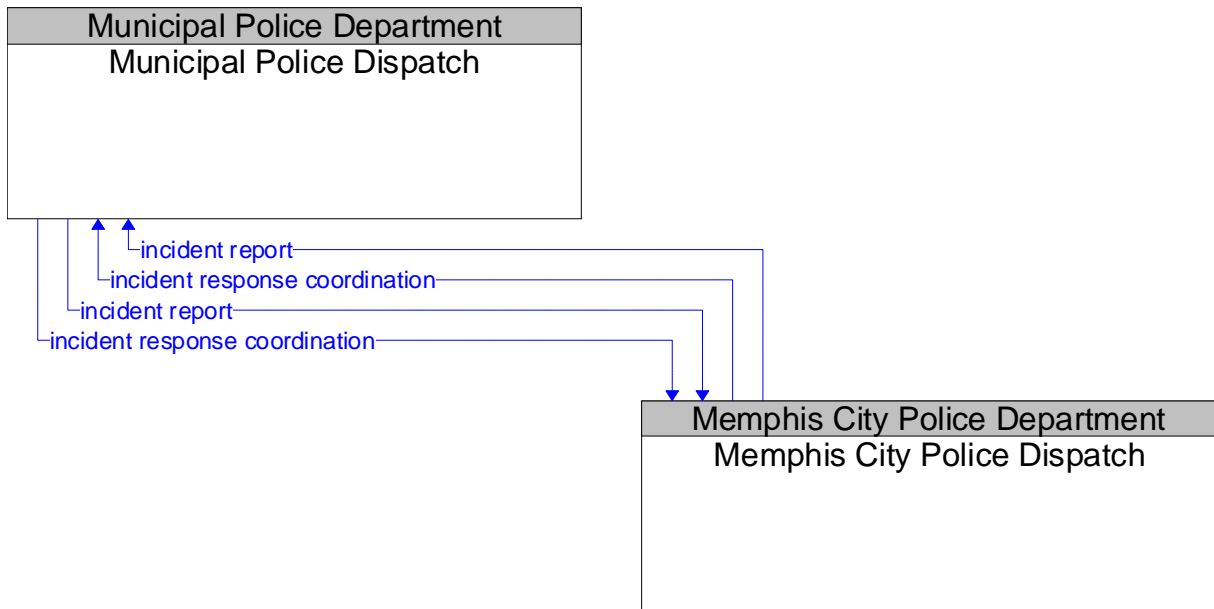 Municipal Police Department
Municipal Police Dispatch
incident report
incident response coordination
incident report
incident response coordination
Memphis City Police Department
Memphis City Police Dispatch